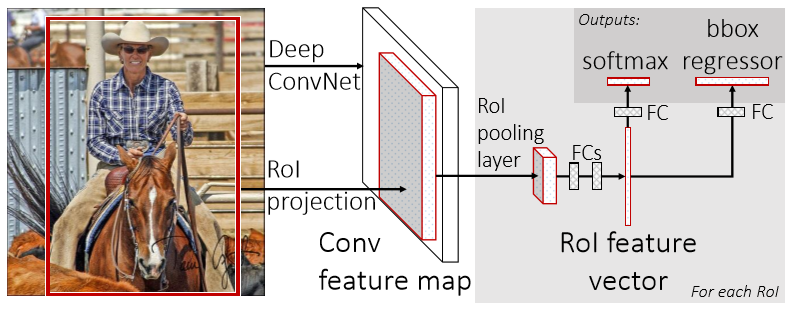 Deep
ConvNet
RoI
projection
Conv
feature map
RoI
pooling
layer
FCs
RoI feature
vector
Outputs:
softmax
bbox
regressor
FC
FC
For each RoI